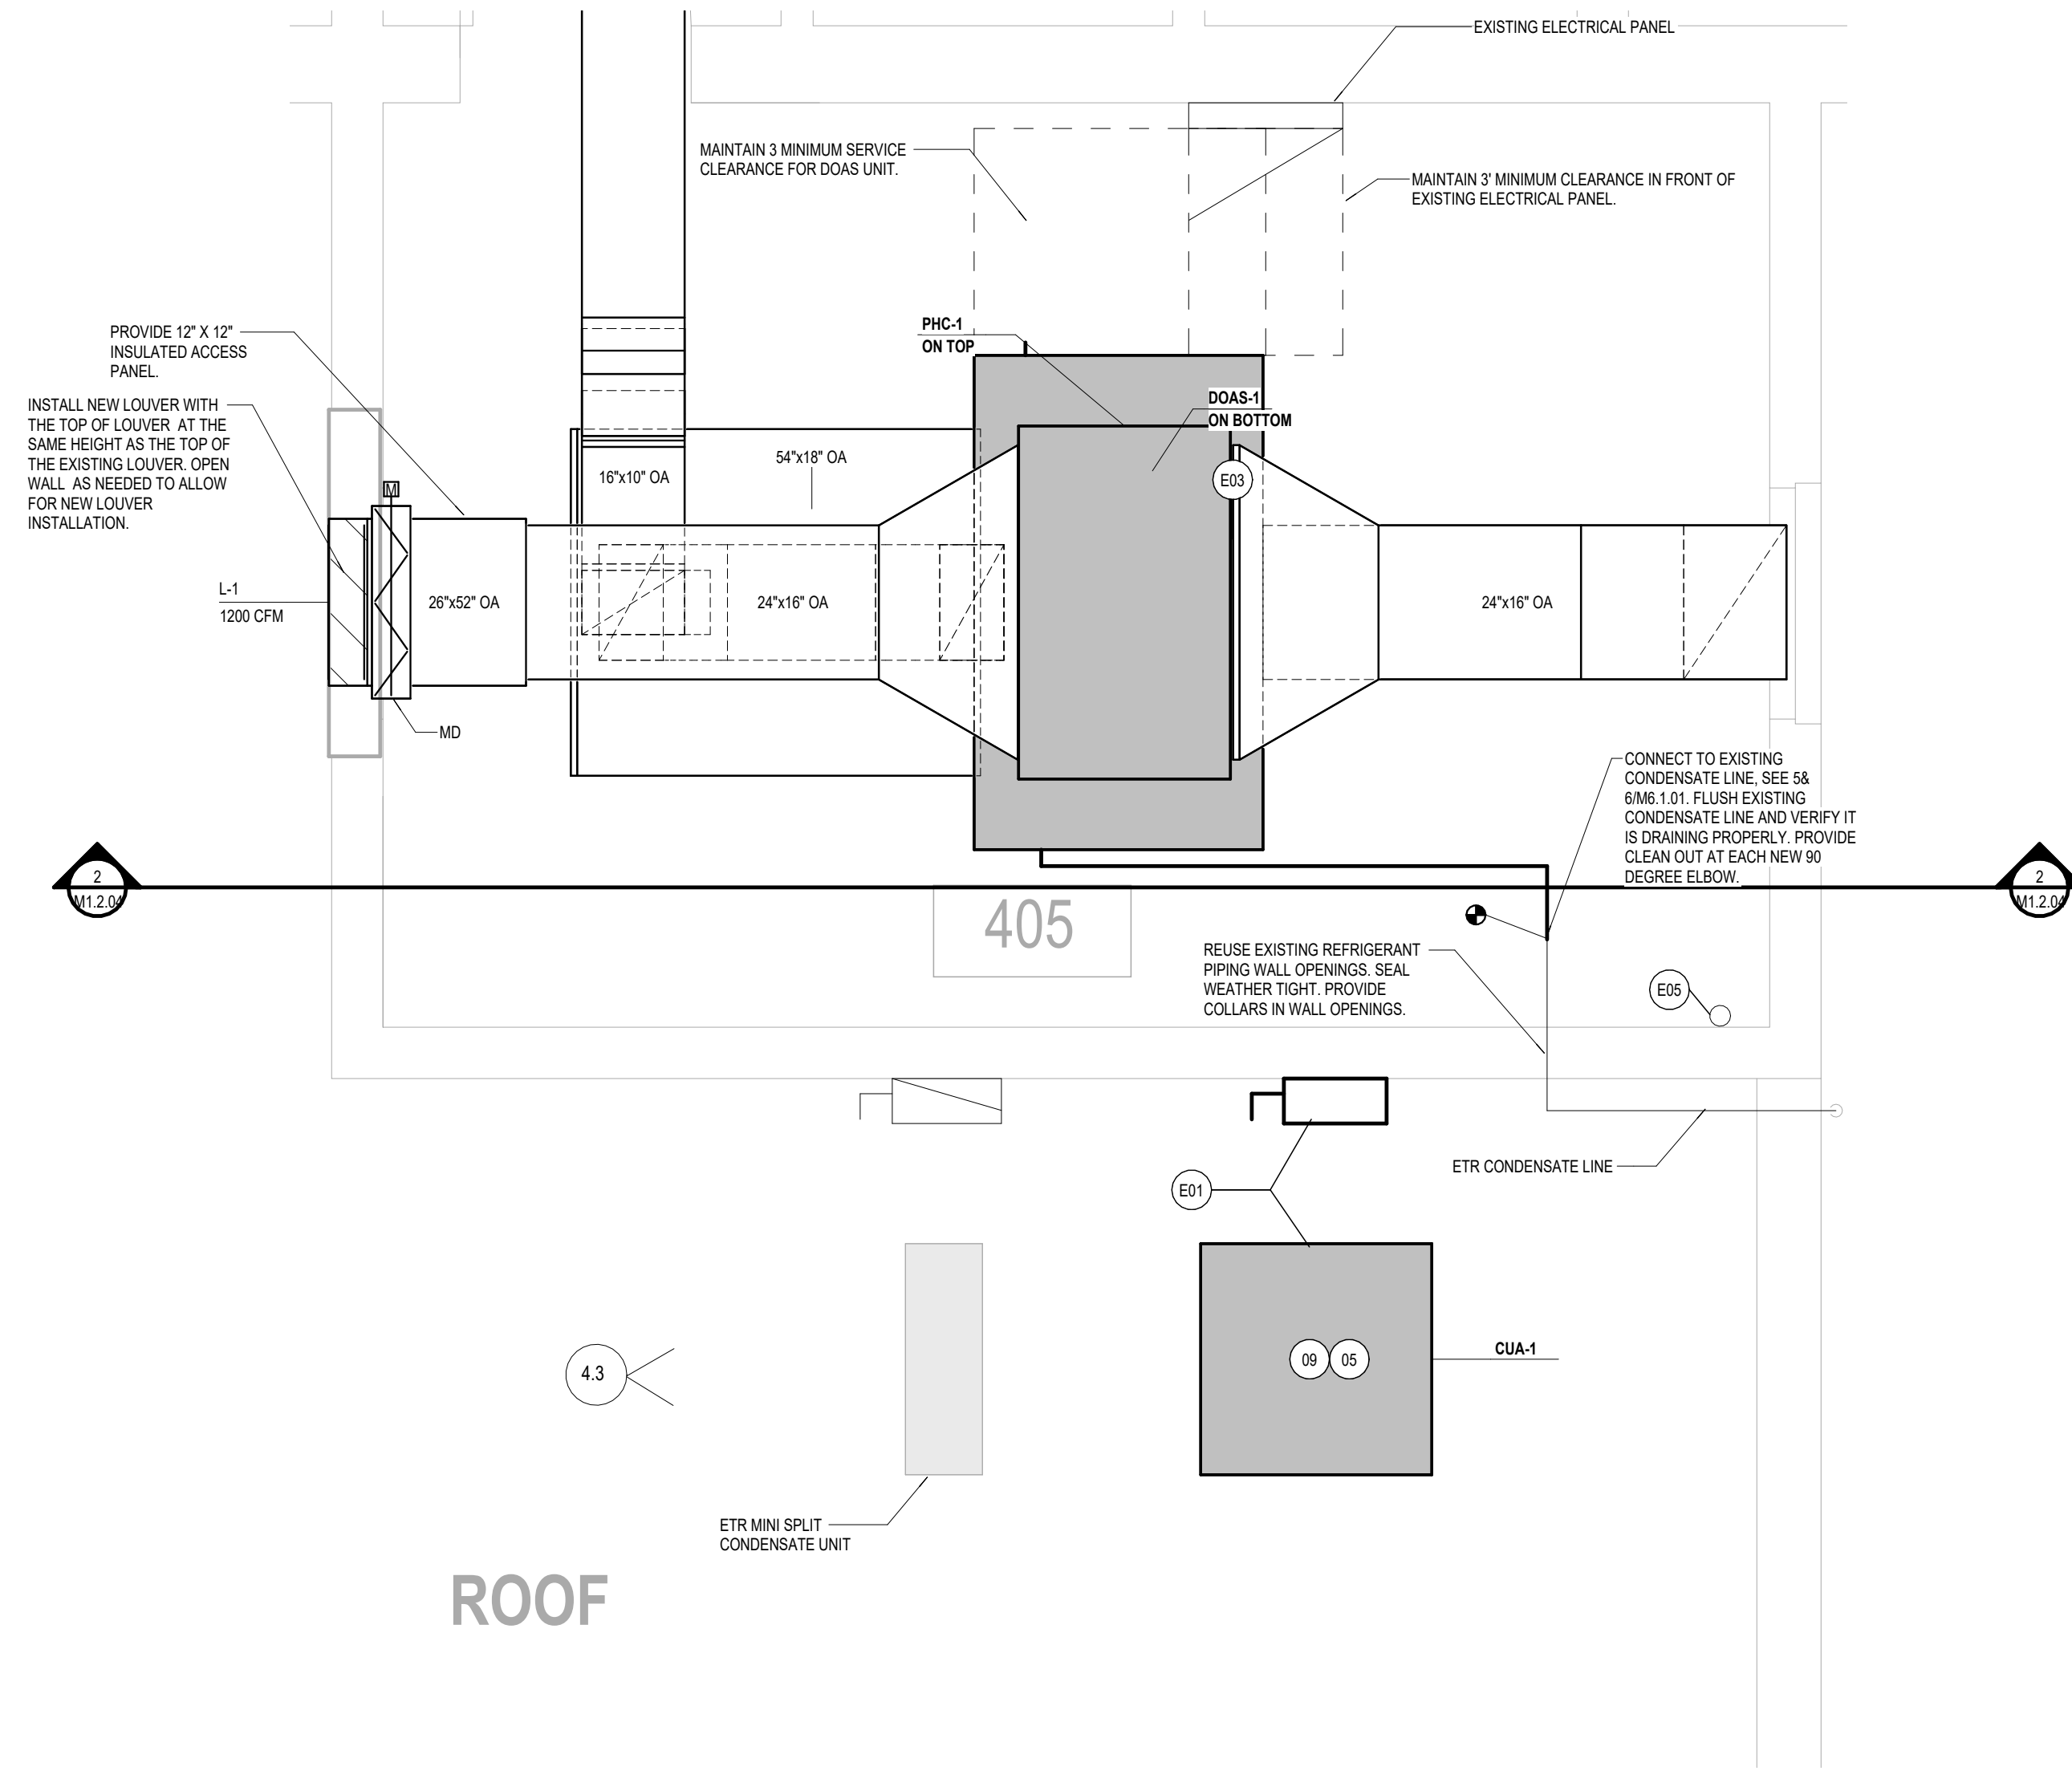 EXISTING ELECTRICAL PANEL
MAINTAIN 3 MINIMUM SERVICE
CLEARANCE FOR DOAS UNIT.
MAINTAIN 3' MINIMUM CLEARANCE IN FRONT OF
EXISTING ELECTRICAL PANEL.
PROVIDE 12" X 12"
INSULATED ACCESS
PANEL.
PHC-1
ON TOP
DOAS-1
ON BOTTOM
INSTALL NEW LOUVER WITH
THE TOP OF LOUVER AT THE
SAME HEIGHT AS THE TOP OF
THE EXISTING LOUVER. OPEN
WALL AS NEEDED TO ALLOW
FOR NEW LOUVER
INSTALLATION.
M
16"x10" OA
54"x18" OA
E03
L-1
1200 CFM
26"x52" OA
24"x16" OA
24"x16" OA
MD
CONNECT TO EXISTING
CONDENSATE LINE, SEE 5&
6/M6.1.01. FLUSH EXISTING
CONDENSATE LINE AND VERIFY IT
IS DRAINING PROPERLY. PROVIDE
CLEAN OUT AT EACH NEW 90
DEGREE ELBOW.
2
M1.2.04
2
M1.2.04
405
REUSE EXISTING REFRIGERANT
PIPING WALL OPENINGS. SEAL
WEATHER TIGHT. PROVIDE
COLLARS IN WALL OPENINGS.
E05
ETR CONDENSATE LINE
E01
09
05
CUA-1
4.3
ETR MINI SPLIT
CONDENSATE UNIT
ROOF